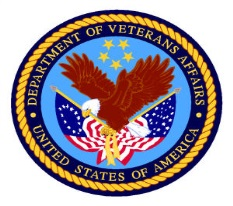 DEPARTMENT OF VETERANS AFFAIRS
UNITED STATES OF AMERICA